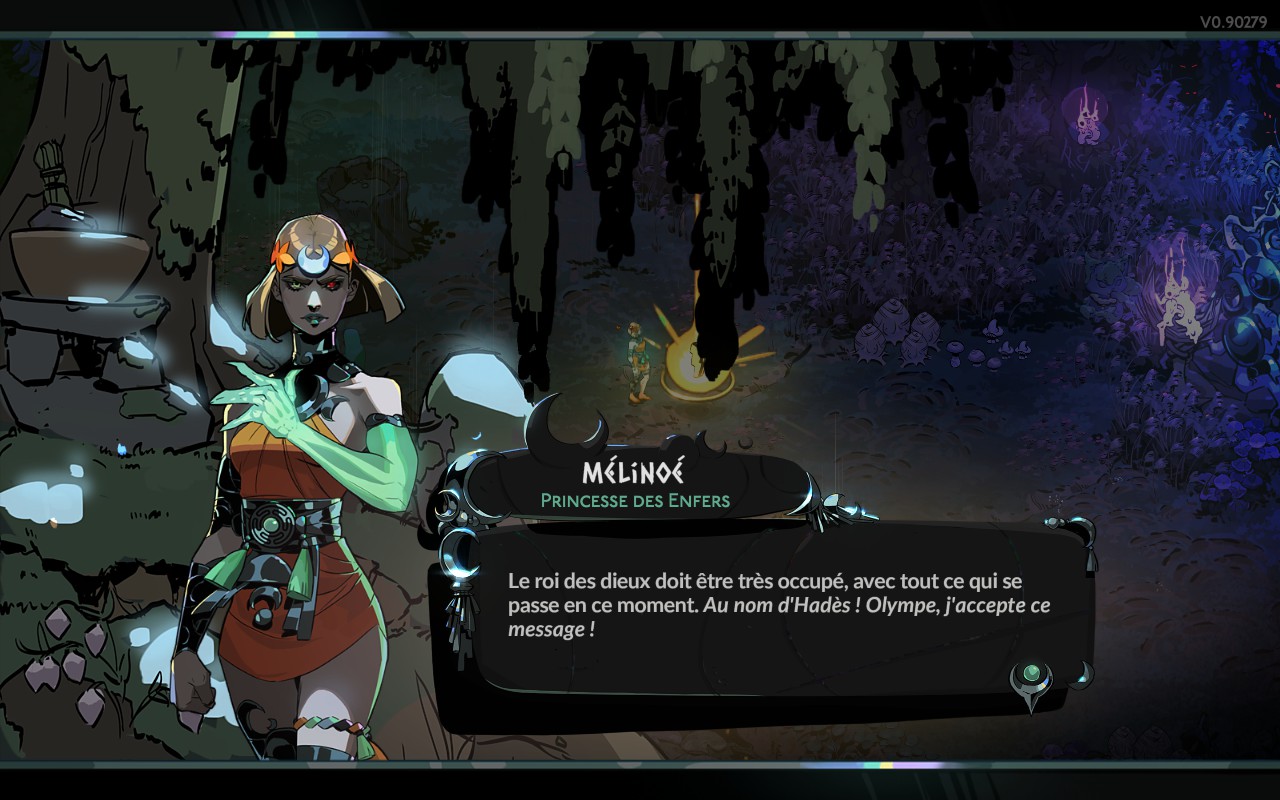 V0.90279
MÉLINOÉ
PRINCESSE DES ENFERS
Le roi des dieux doit être très occupé, avec tout ce qui se
passe en ce moment. Au nom d'Hadès ! Olympe, j'accepte ce
message !